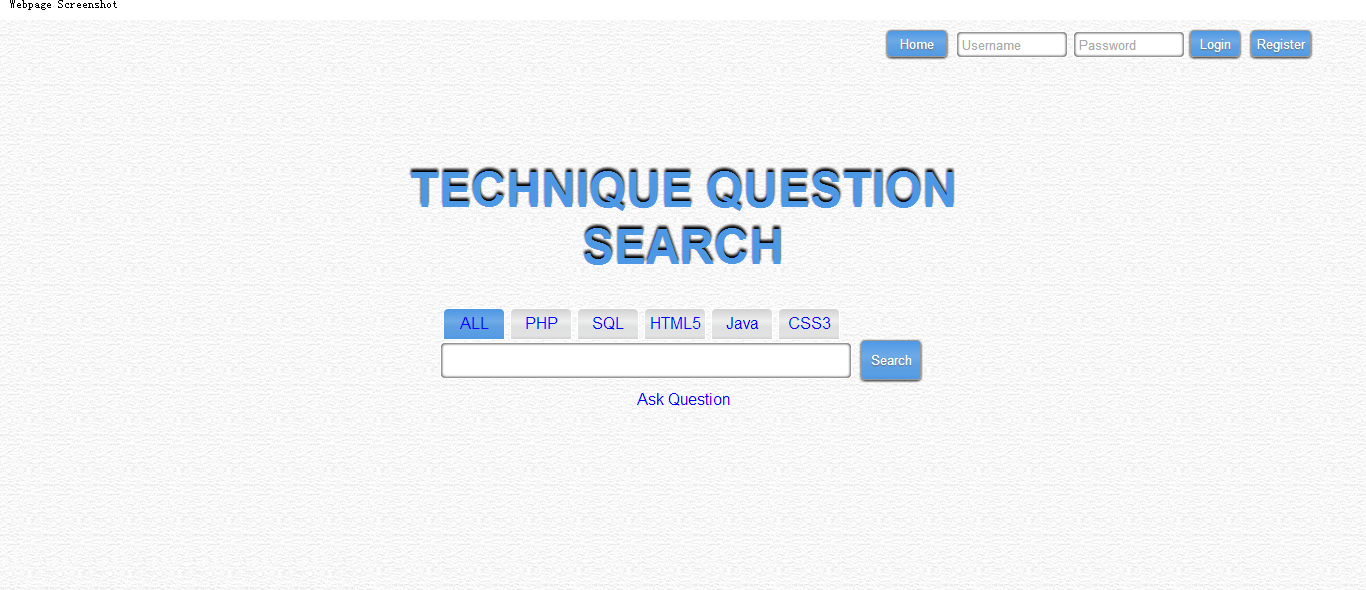 Webpage Screenshot
Home Username Password Login Register
TECHNIQUE QUESTION
SEARCH
ALL PHP SQL HTML5 Java CSS3
Search
Ask Question